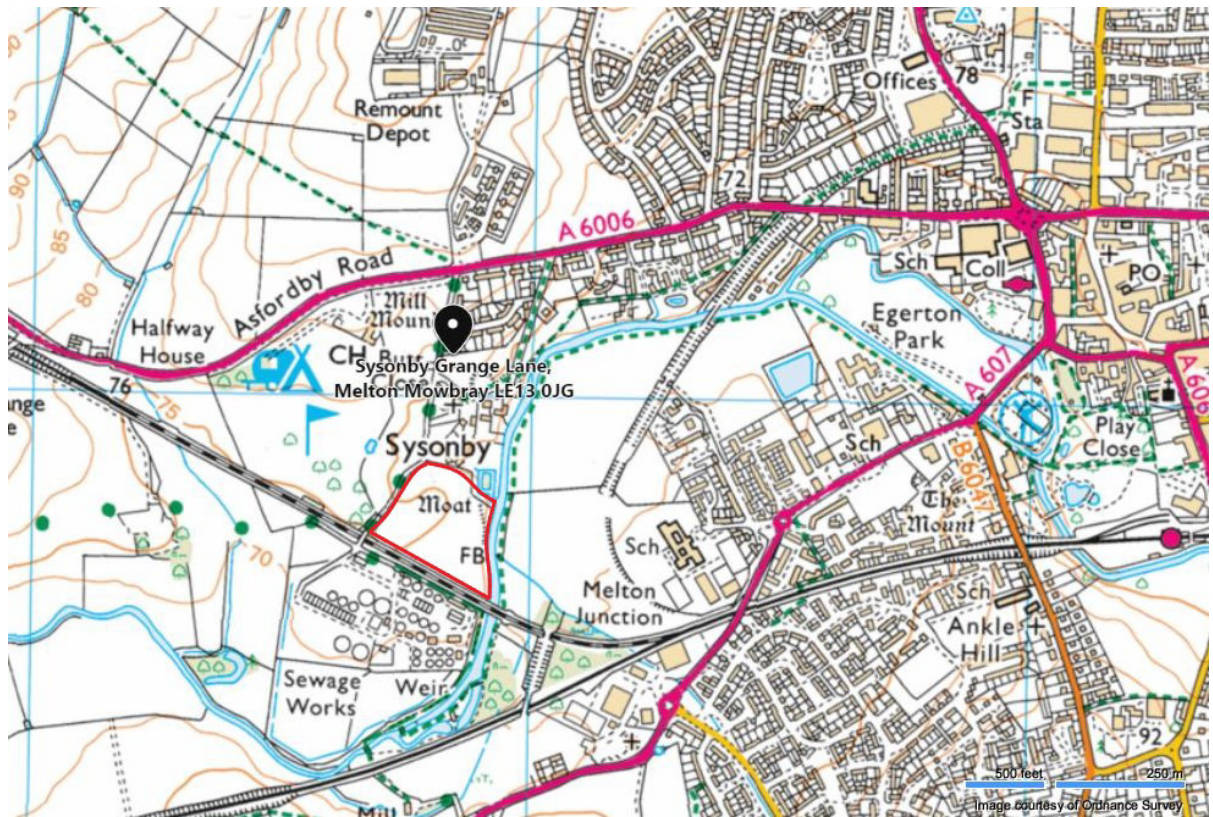 Remount
Depot
Offices
78
F
Sta
90
85
80
72
A 6006
Asfordby Road
Sch
Coll
PO
Mill
Halfway
House
CH
Egerton
Park
Sysonby Grange Lane,
Melton Mowbray LE13 0JG
76
75
A 607
A 606
Play
Close
Sysonby
Moat
Sch
B 6047
The
Mount
70
FB
Sch
Melton
Junction
Sch
Ankle
Hill
Sewage
Works
Weir
92
500 feet
250 m
Image courtesy of Ordnance Survey
Mill